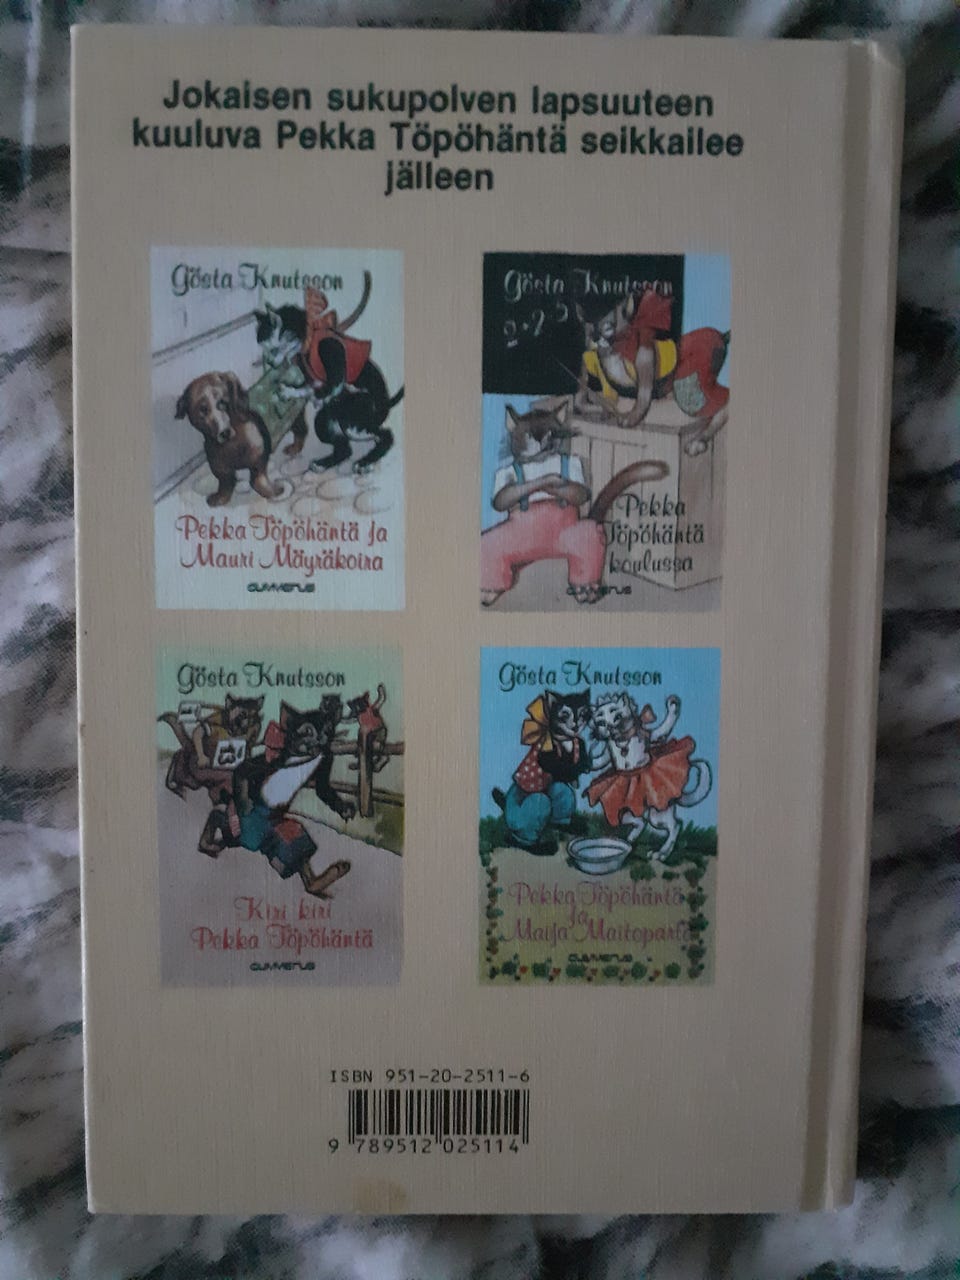 Jokaisen sukupolven lapsuuteen
kuuluva Pekka Töpöhäntä seikkailee
jälleen
Gösta Knutsson
Pekka Töpöhäntä ja
Mauri Mäyräkoira
GUMMERUS
Gösta Knutsson
2+2
Pekka
Töpöhäntä
koulussa
GUMMERUS
Gösta Knutsson
Kiri kiri
Pekka Töpöhäntä
GUMMERUS
Gösta Knutsson
Pekka Töpöhäntä
ja
Maija Maitoparta
GUMMERUS
ISBN 951-20-2511-6
9 789512 025114